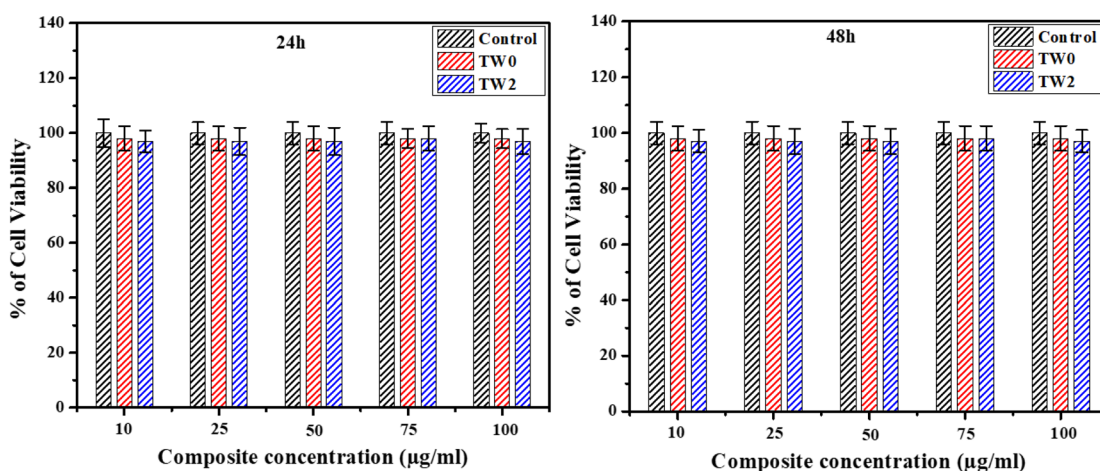 24h
Control
TW0
TW2
% of Cell Viability
140
120
100
80
60
40
20
0
10 25 50 75 100
Composite concentration (µg/ml)
48h
Control
TW0
TW2
% of Cell Viability
140
120
100
80
60
40
20
0
10 25 50 75 100
Composite concentration (µg/ml)